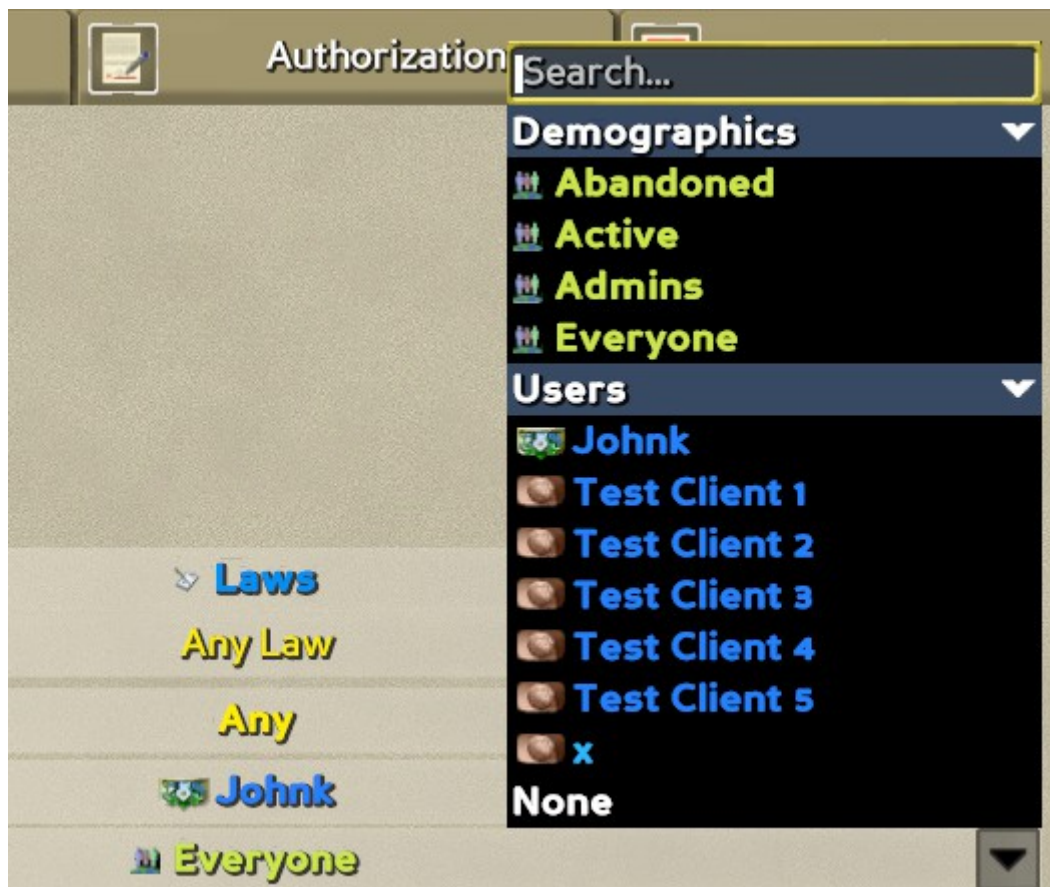 Authorization
Search...
Demographics
Abandoned
Active
Admins
Everyone
Users
Johnk
Test Client 1
Test Client 2
Test Client 3
Test Client 4
Test Client 5
x
None
Laws
Any Law
Any
Johnk
Everyone